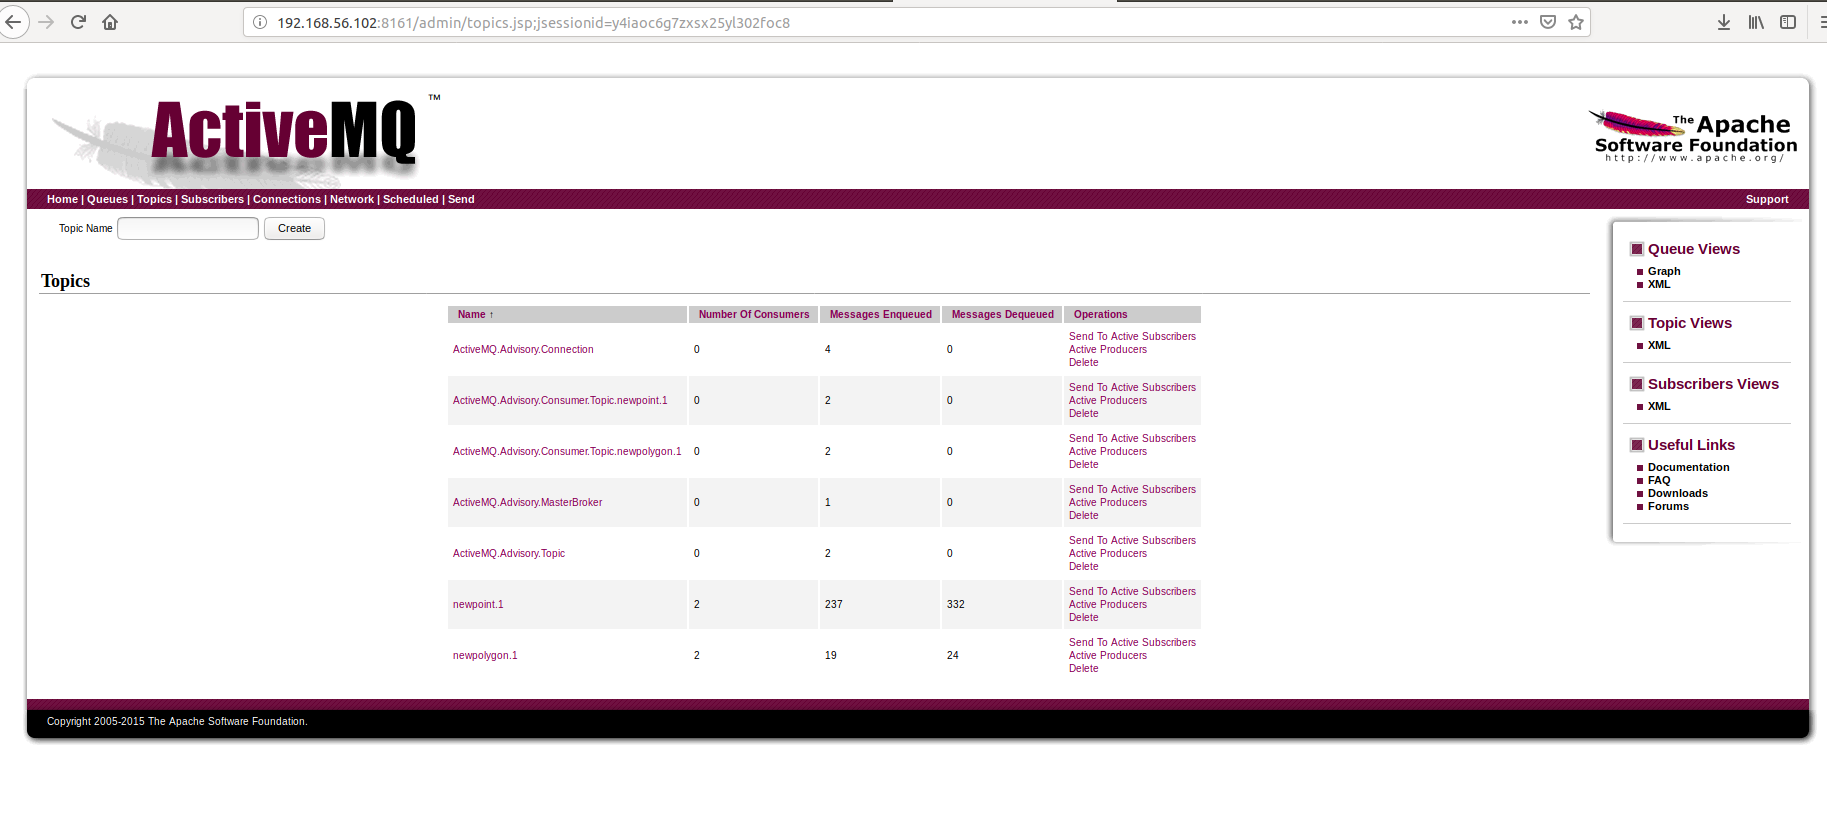 192.168.56.102:8161/admin/topics.jsp;jsessionid=y4iaoc6g7zxsx25yl302foc8
ActiveMQ ™
The Apache
Software Foundation
http://www.apache.org/
Home | Queues | Topics | Subscribers | Connections | Network | Scheduled | Send
Support
Topic Name
Create
Topics
Name ↑ Number Of Consumers Messages Enqueued Messages Dequeued Operations
ActiveMQ.Advisory.Connection 0 4 0 Send To Active Subscribers
Active Producers
Delete
ActiveMQ.Advisory.Consumer.Topic.newpoint.1 0 2 0 Send To Active Subscribers
Active Producers
Delete
ActiveMQ.Advisory.Consumer.Topic.newpolygon.1 0 2 0 Send To Active Subscribers
Active Producers
Delete
ActiveMQ.Advisory.MasterBroker 0 1 0 Send To Active Subscribers
Active Producers
Delete
ActiveMQ.Advisory.Topic 0 2 0 Send To Active Subscribers
Active Producers
Delete
newpoint.1 2 237 332 Send To Active Subscribers
Active Producers
Delete
newpolygon.1 2 19 24 Send To Active Subscribers
Active Producers
Delete
Queue Views
Graph
XML
Topic Views
XML
Subscribers Views
XML
Useful Links
Documentation
FAQ
Downloads
Forums
Copyright 2005-2015 The Apache Software Foundation.